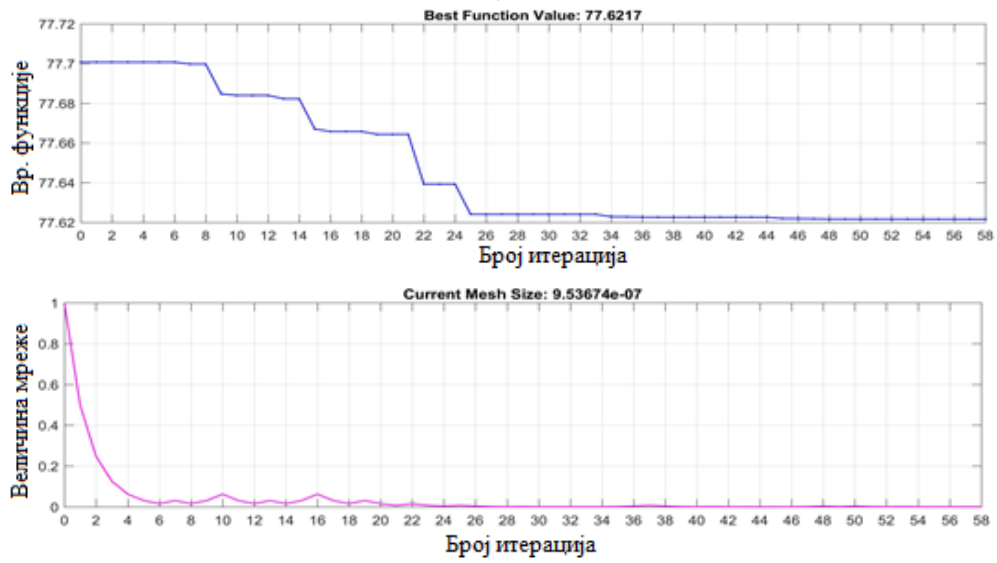 Best Function Value: 77.6217
77.72
77.7
77.68
77.66
77.64
77.62
Вр. функције
0 2 4 6 8 10 12 14 16 18 20 22 24 26 28 30 32 34 36 38 40 42 44 46 48 50 52 54 56 58
Број итерација
Current Mesh Size: 9.53674e-07
1
0.8
0.6
0.4
0.2
0
Величина мреже
0 2 4 6 8 10 12 14 16 18 20 22 24 26 28 30 32 34 36 38 40 42 44 46 48 50 52 54 56 58
Број итерација